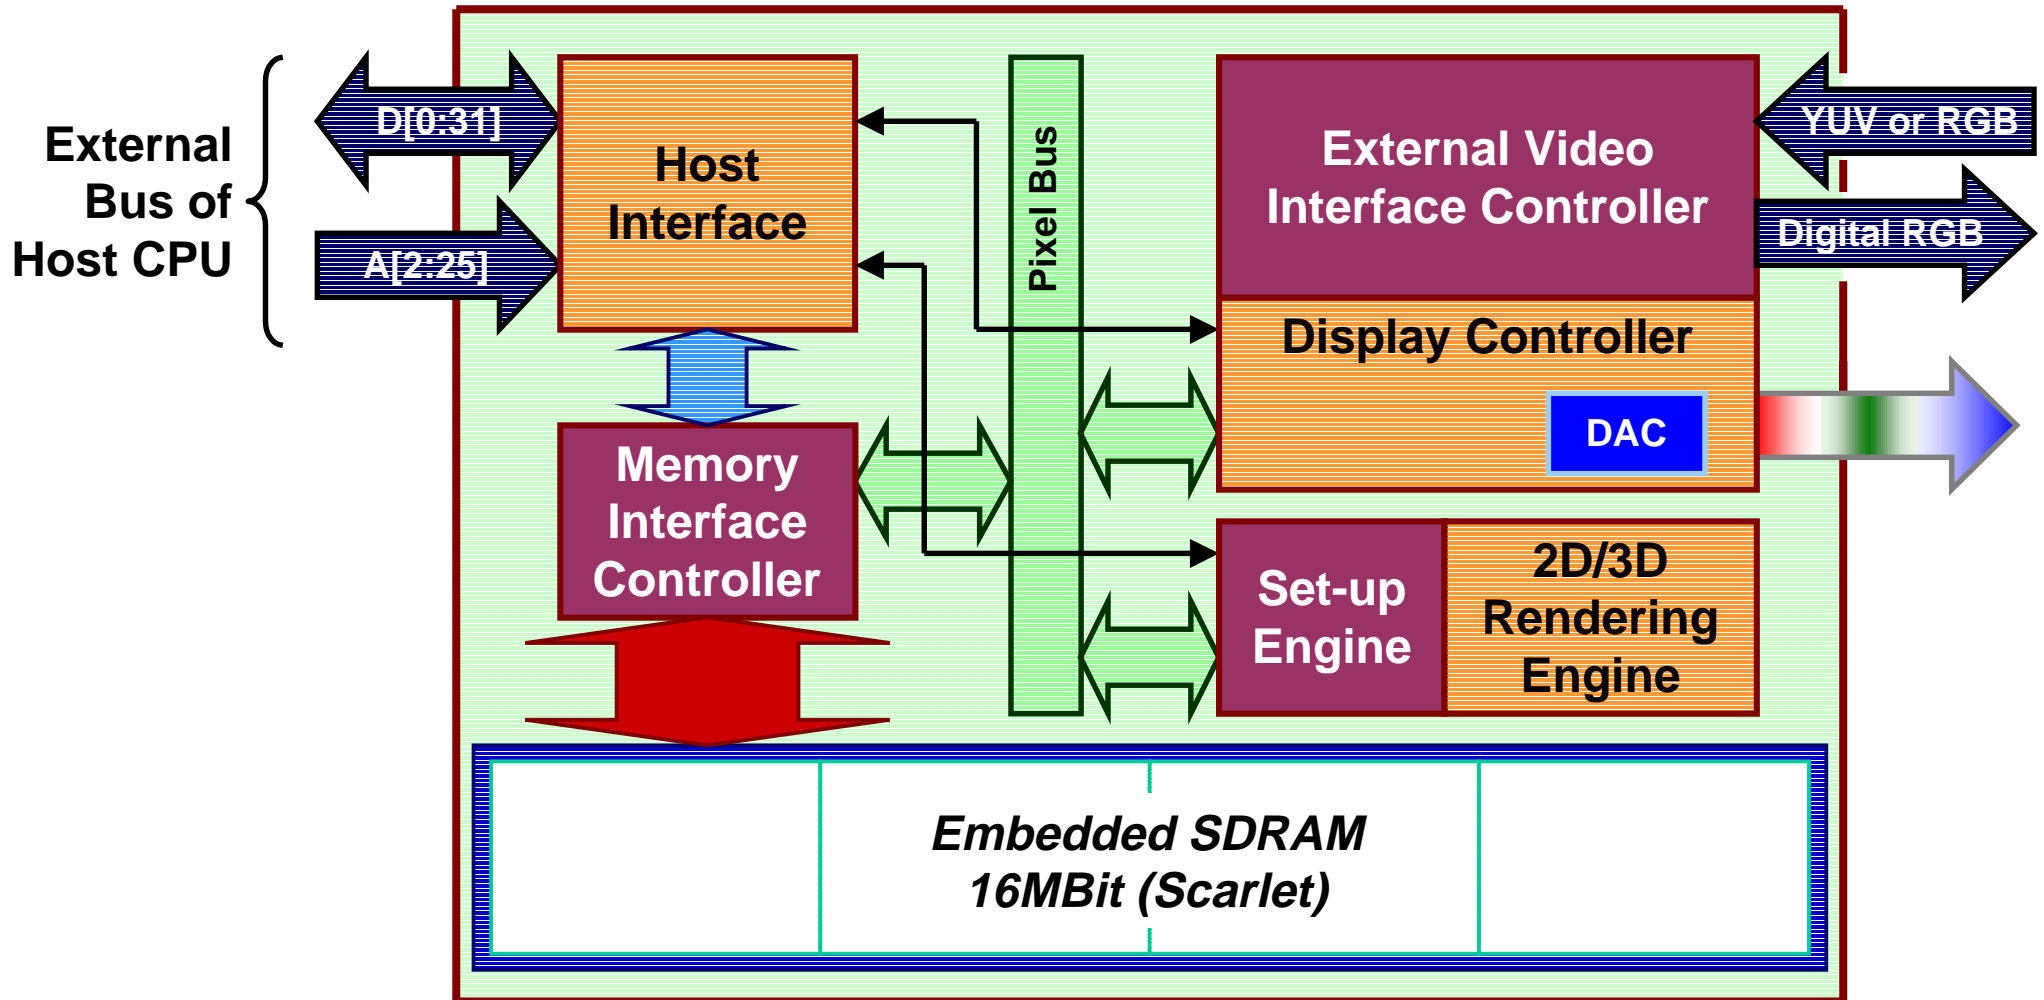 External
Bus of
Host CPU
D[0:31]
A[2:25]
Host
Interface
Pixel Bus
External Video
Interface Controller
YUV or RGB
Digital RGB
Display Controller
DAC
Memory
Interface
Controller
Set-up
Engine
2D/3D
Rendering
Engine
Embedded SDRAM
16MBit (Scarlet)